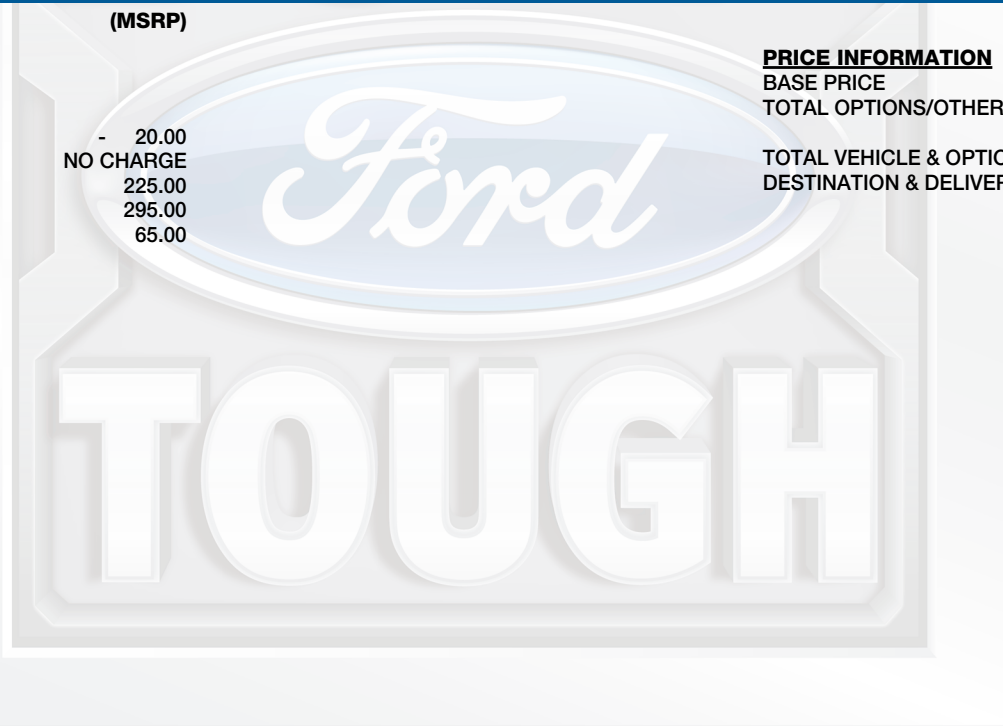 (MSRP)
- 20.00
NO CHARGE
225.00
295.00
65.00
PRICE INFORMATION
BASE PRICE
TOTAL OPTIONS/OTHER
TOTAL VEHICLE & OPTIO
DESTINATION & DELIVER
Ford
TOUGH